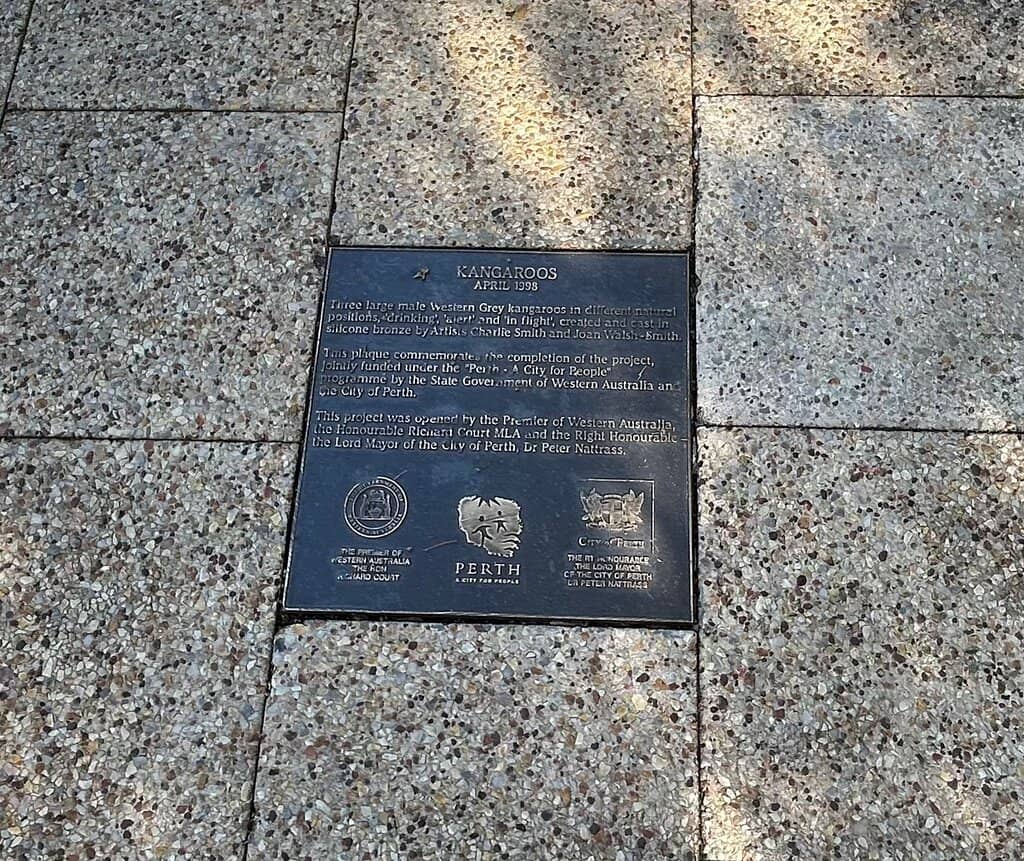 KANGAROOS
APRIL 1998
Three large male Western Grey kangaroos in different natural
positions, 'drinking', 'alert' and 'in flight', created and cast in
silicone bronze by Artists Charlie Smith and Joan Walsh-Smith.
This plaque commemorates the completion of the project,
jointly funded under the "Perth - A City for People"
programme by the State Government of Western Australia and
the City of Perth.
This project was opened by the Premier of Western Australia,
the Honourable Richard Court MLA and the Right Honourable
the Lord Mayor of the City of Perth, Dr Peter Nattrass.
THE PREMIER OF
WESTERN AUSTRALIA
THE HON
RICHARD COURT
PERTH
A CITY FOR PEOPLE
CITY of PERTH
THE RT HONOURABLE
THE LORD MAYOR
OF THE CITY OF PERTH
DR PETER NATTRASS